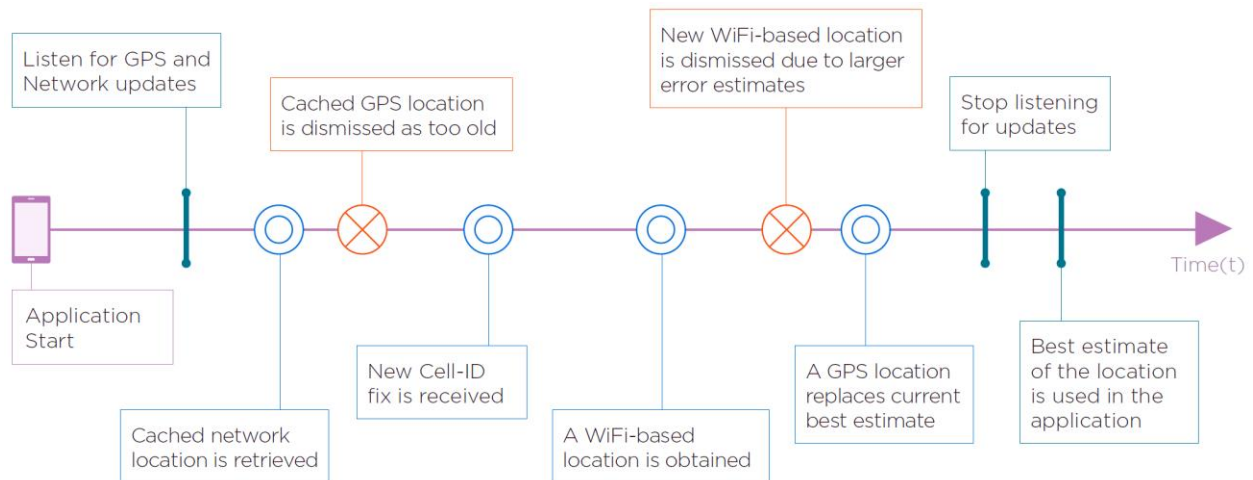 Listen for GPS and
Network updates
Cached GPS location
is dismissed as too old
New WiFi-based location
is dismissed due to larger
error estimates
Stop listening
for updates
Time(t)
Application
Start
Cached network
location is retrieved
New Cell-ID
fix is received
A WiFi-based
location is obtained
A GPS location
replaces current
best estimate
Best estimate
of the location
is used in the
application